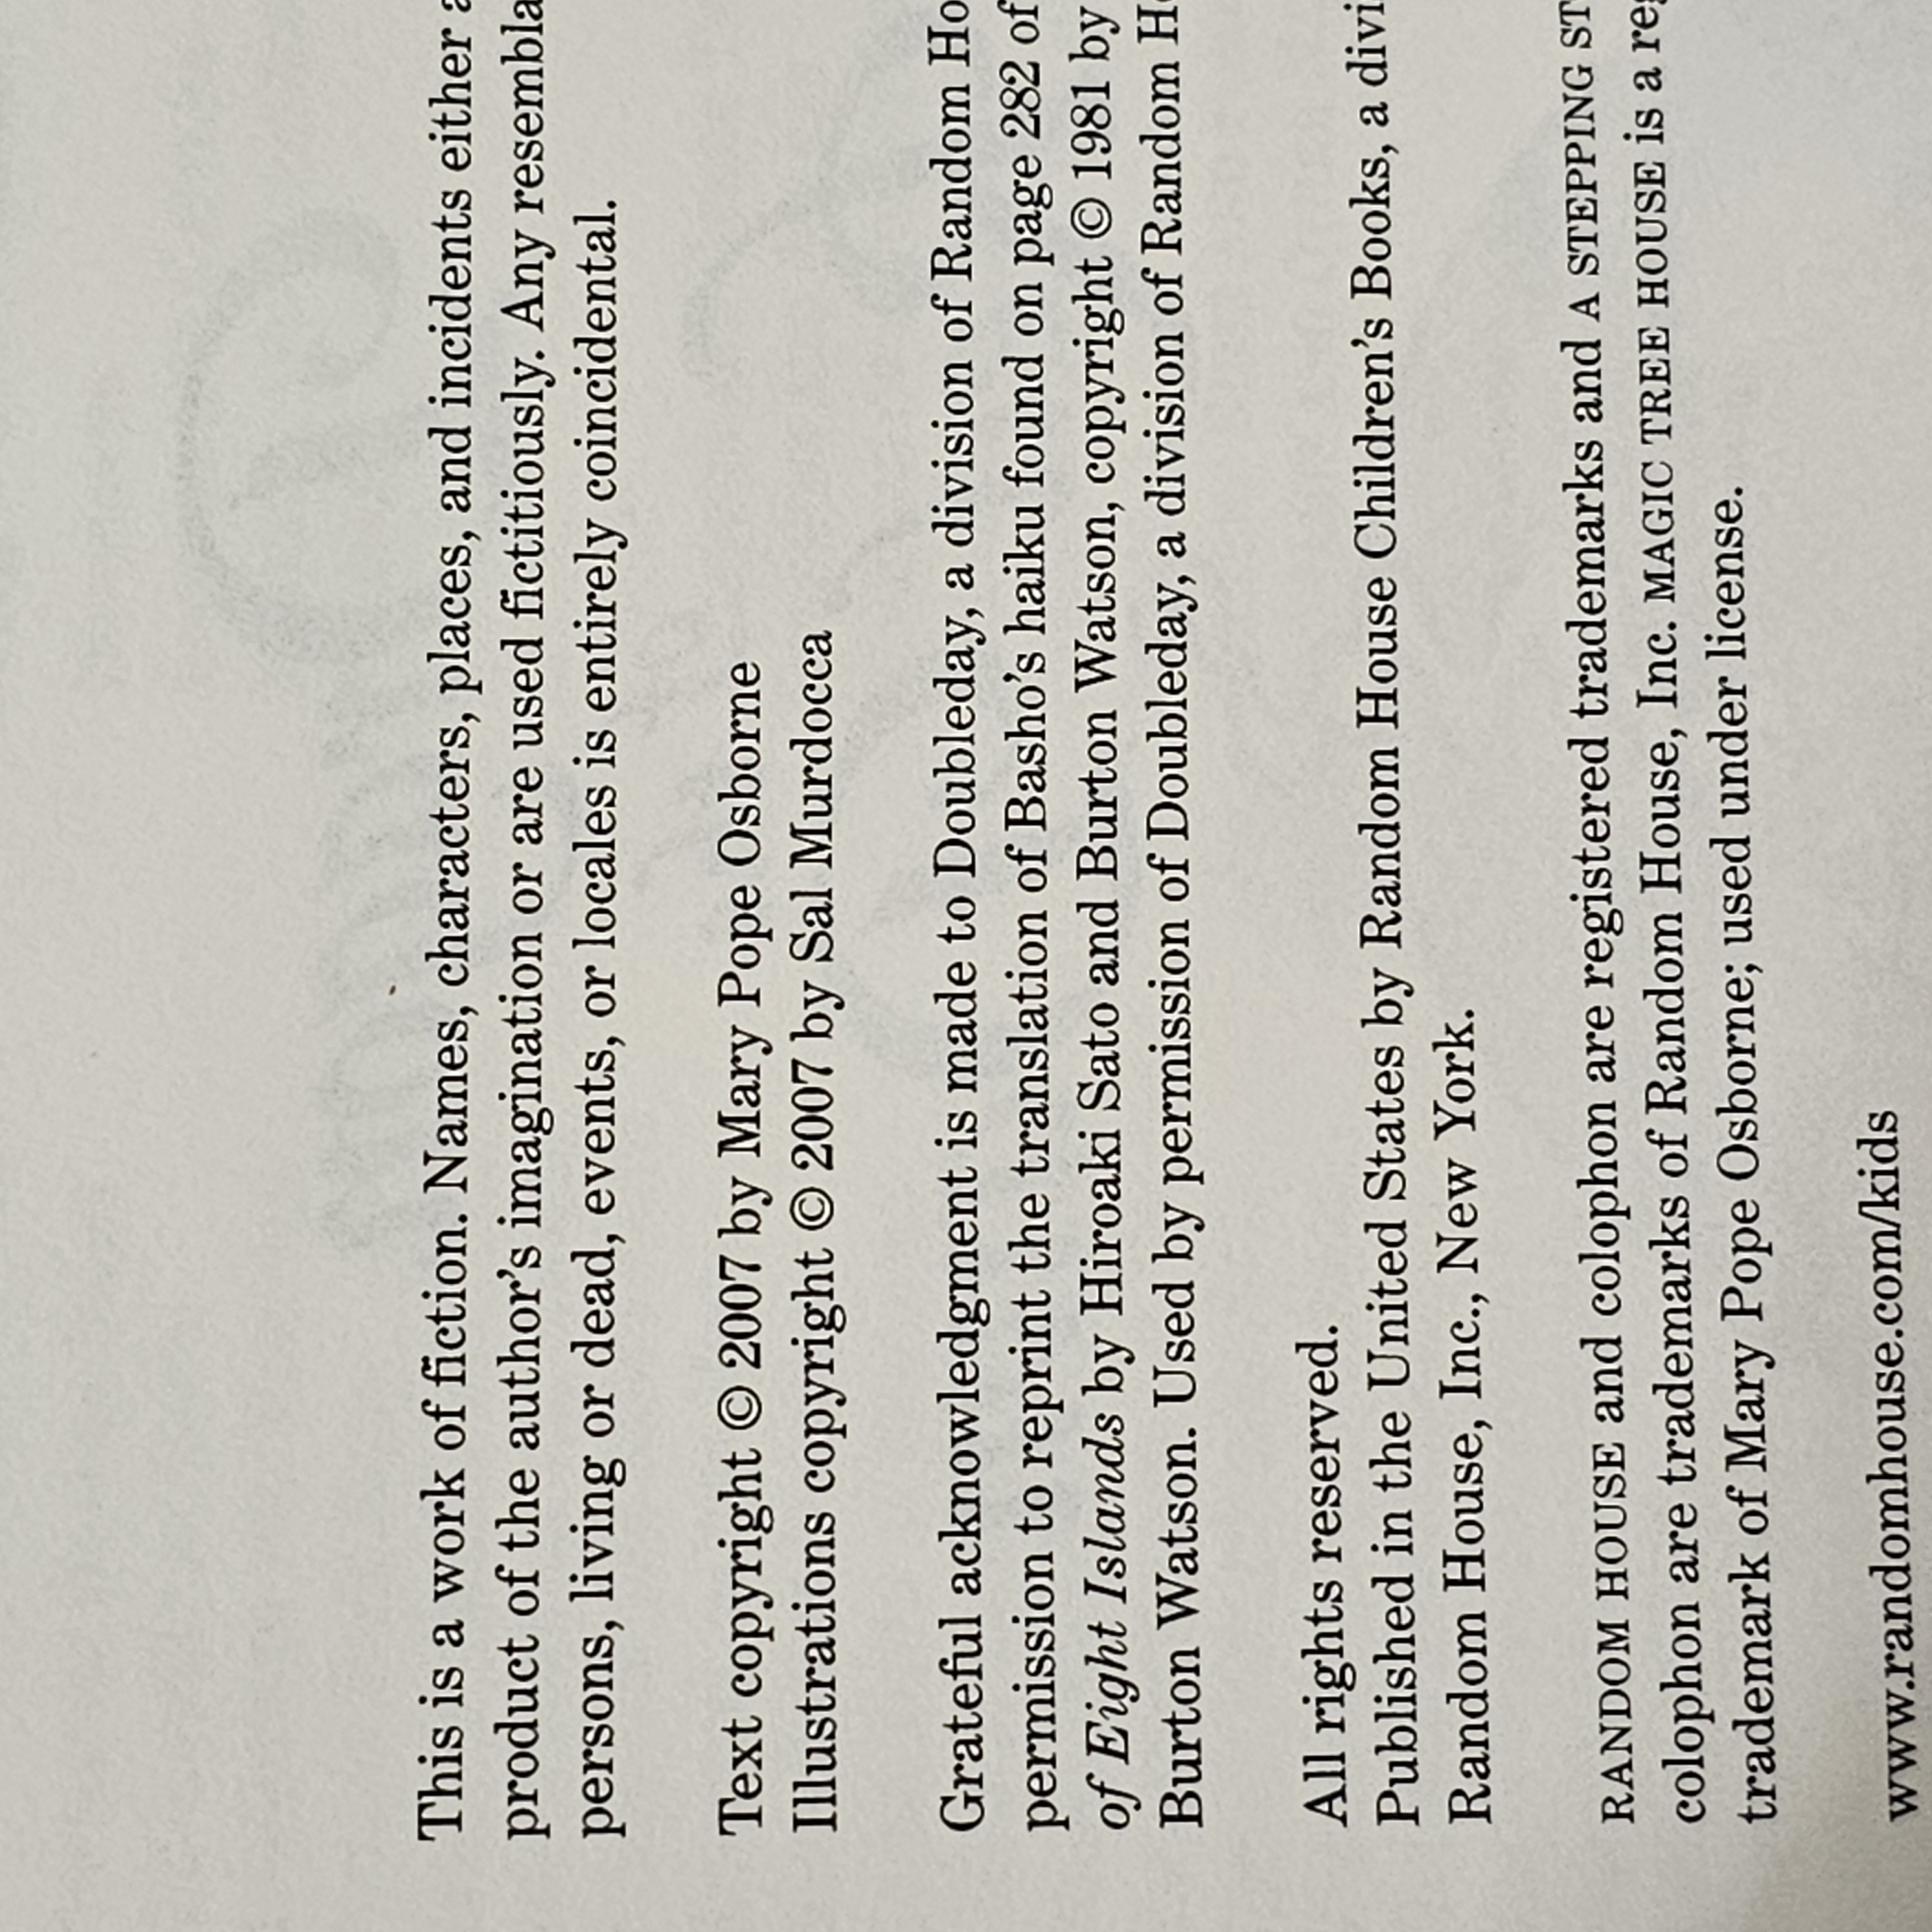 This is a work of fiction. Names, characters, places, and incidents either
product of the author’s imagination or are used fictitiously. Any
persons, living or dead, events, or locales is entirely coincidental.
Text copyright © 2007 by Mary Pope Osborne
Illustrations copyright © 2007 by Sal Murdocca
Grateful acknowledgment is made to Doubleday, a division of Random
permission to reprint the translation of Basho’s haiku found on page 282 of
of Eight Islands by Hiroaki Sato and Burton Watson, copyright © 1981 by
Burton Watson. Used by permission of Doubleday, a division of Random
All rights reserved.
Published in the United States by Random House Children’s Books, a
Random House, Inc., New York.
RANDOM HOUSE and colophon are registered trademarks and A STEPPING
colophon are trademarks of Random House, Inc. MAGIC TREE HOUSE is a
trademark of Mary Pope Osborne; used under license.
www.randomhouse.com/kids